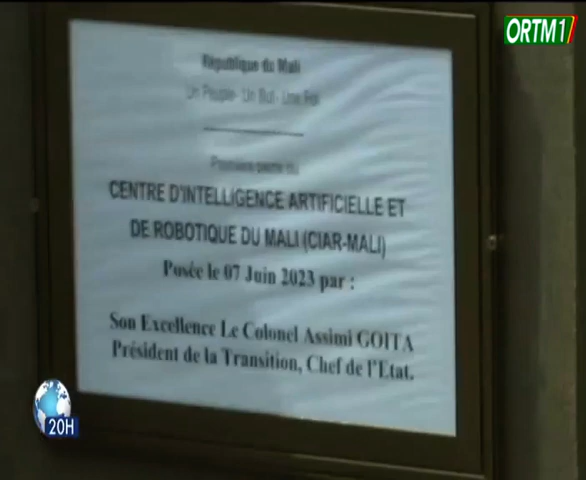 ORTM1
République du Mali
Un Peuple- Un But- Une Foi
Première pierre du
CENTRE D'INTELLIGENCE ARTIFICIELLE ET
DE ROBOTIQUE DU MALI (CIAR-MALI)
Posée le 07 Juin 2023 par :
Son Excellence Le Colonel Assimi GOITA
Président de la Transition, Chef de l'Etat.
20H